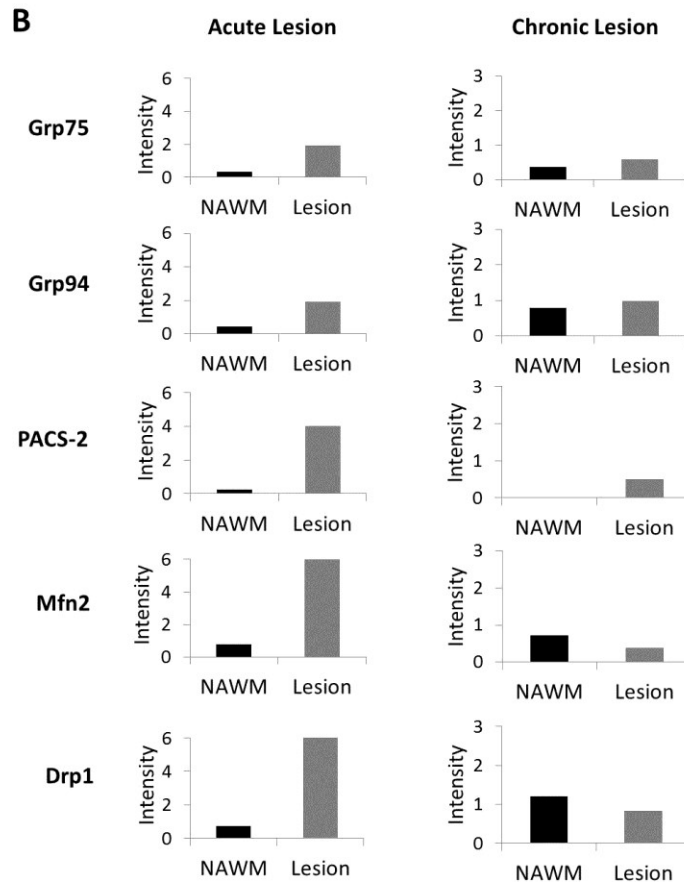 B
Acute Lesion
Chronic Lesion
Grp75
Intensity
6
4
2
0
NAWM Lesion
Intensity
3
2
1
0
NAWM Lesion
Grp94
Intensity
6
4
2
0
NAWM Lesion
Intensity
3
2
1
0
NAWM Lesion
PACS-2
Intensity
6
4
2
0
NAWM Lesion
Intensity
3
2
1
0
NAWM Lesion
Mfn2
Intensity
6
4
2
0
NAWM Lesion
Intensity
3
2
1
0
NAWM Lesion
Drp1
Intensity
6
4
2
0
NAWM Lesion
Intensity
3
2
1
0
NAWM Lesion